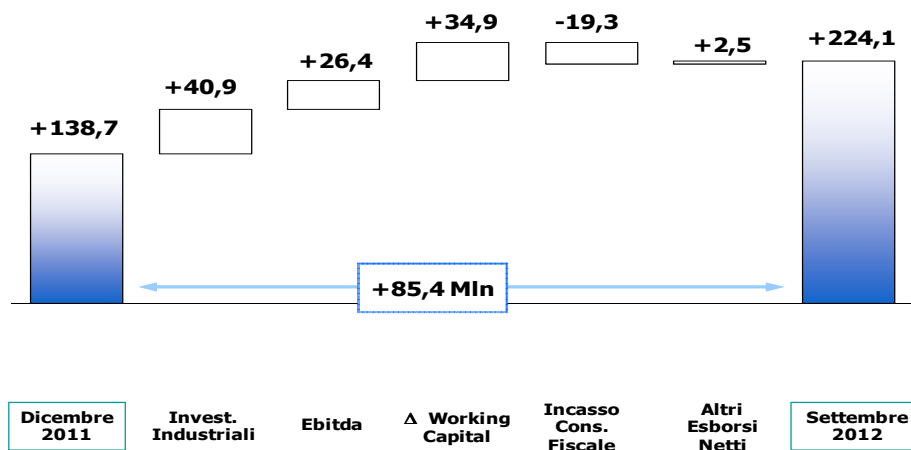 +34,9
-19,3
+2,5
+224,1
+26,4
+40,9
+138,7
+85,4 Mln
Dicembre
2011
Invest.
Industriali
Ebitda
Δ Working
Capital
Incasso
Cons.
Fiscale
Altri
Esborsi
Netti
Settembre
2012